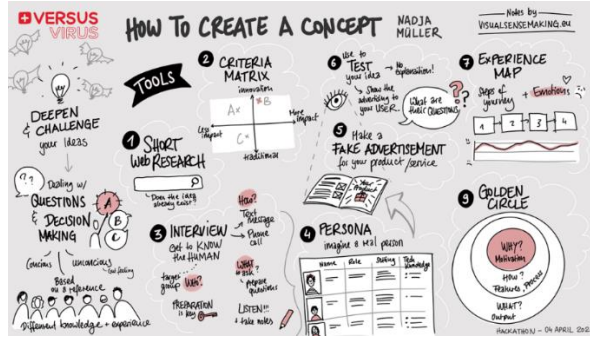 VERSUS
VIRUS
HOW TO CREATE A CONCEPT
NADJA
MÜLLER
Notes by
VISUALSENSEMAKING.eu
DEEPEN
& CHALLENGE
your IDEAS
Dealing w/
QUESTIONS
& DECISION
MAKING
A
B
C
unconscious
Based
on a reference
Different knowledge + experience
TOOLS
1 SHORT
Web RESEARCH
Does the idea
already exist?
2 CRITERIA
MATRIX
innovation
A x
x B
C x
Less
impact
More
impact
traditional
3 INTERVIEW
Get to KNOW
the HUMAN
target
group
WHO?
PREPARATION
is key
How?
Text
message
Phone
call
WHAT
to ask?
prepare
questions
LISTEN!!!
+ take notes
4 PERSONA
imagine a real person
Name
Role
5 Make a
FAKE ADVERTISEMENT
for your product/service
Your
Product
6 Use to
TEST
your idea
No
explanation!
Show the
advertising to
your USER
What are
their QUESTIONS
7 EXPERIENCE
MAP
Steps of
journey
+ Emotions
1
2
3
4
9 GOLDEN
CIRCLE
WHY?
Motivation
HOW?
Features, Process
WHAT?
Output
HACKATHON - 04 APRIL 202